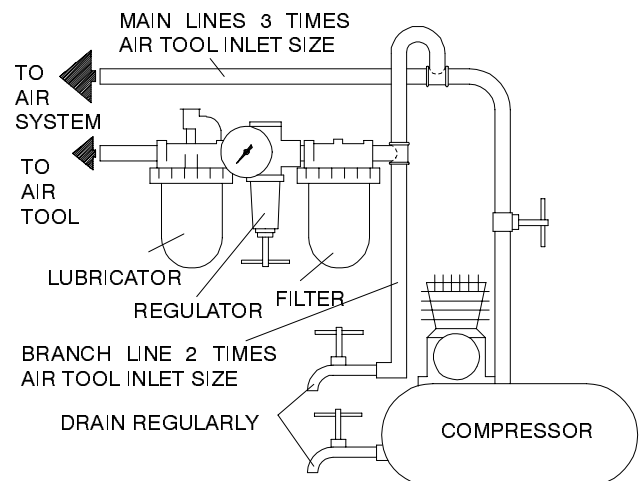 MAIN LINES 3 TIMES
AIR TOOL INLET SIZE
TO
AIR
SYSTEM
TO
AIR
TOOL
LUBRICATOR
REGULATOR
FILTER
BRANCH LINE 2 TIMES
AIR TOOL INLET SIZE
DRAIN REGULARLY
COMPRESSOR